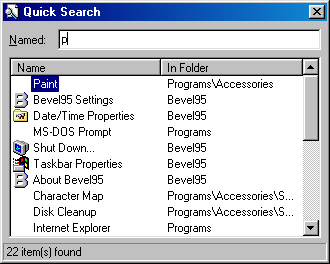 Quick Search
Named: p
Name In Folder
Paint Programs\Accessories
Bevel95 Settings Bevel95
Date/Time Properties Bevel95
MS-DOS Prompt Programs
Shut Down... Bevel95
Taskbar Properties Bevel95
About Bevel95 Bevel95
Character Map Programs\Accessories\S...
Disk Cleanup Programs\Accessories\S...
Internet Explorer Programs
22 item(s) found